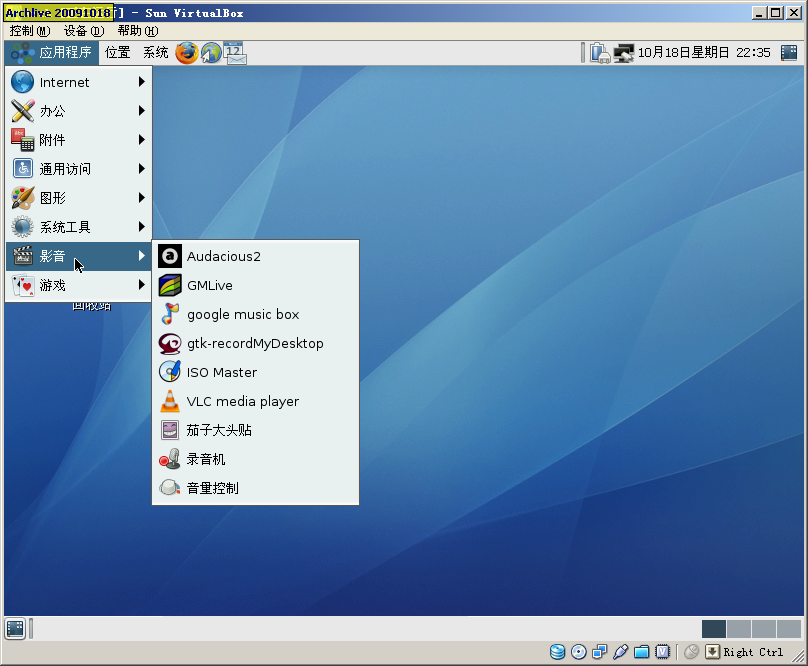 Archlive 20091018 行] - Sun VirtualBox
控制(M) 设备(D) 帮助(H)
应用程序 位置 系统 12 10月18日星期日 22:35
Internet
办公
附件
通用访问
图形
系统工具
影音
游戏
回收站
Audacious2
GMLive
google music box
gtk-recordMyDesktop
ISO Master
VLC media player
茄子大头贴
录音机
音量控制
Right Ctrl